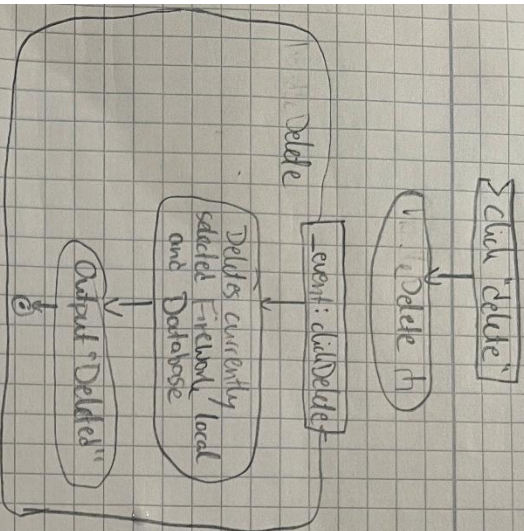 click "delete"
Delete
_event: clickDelete
Delete
Deletes currently
selected Firework local
and Database
Output "Deleted"